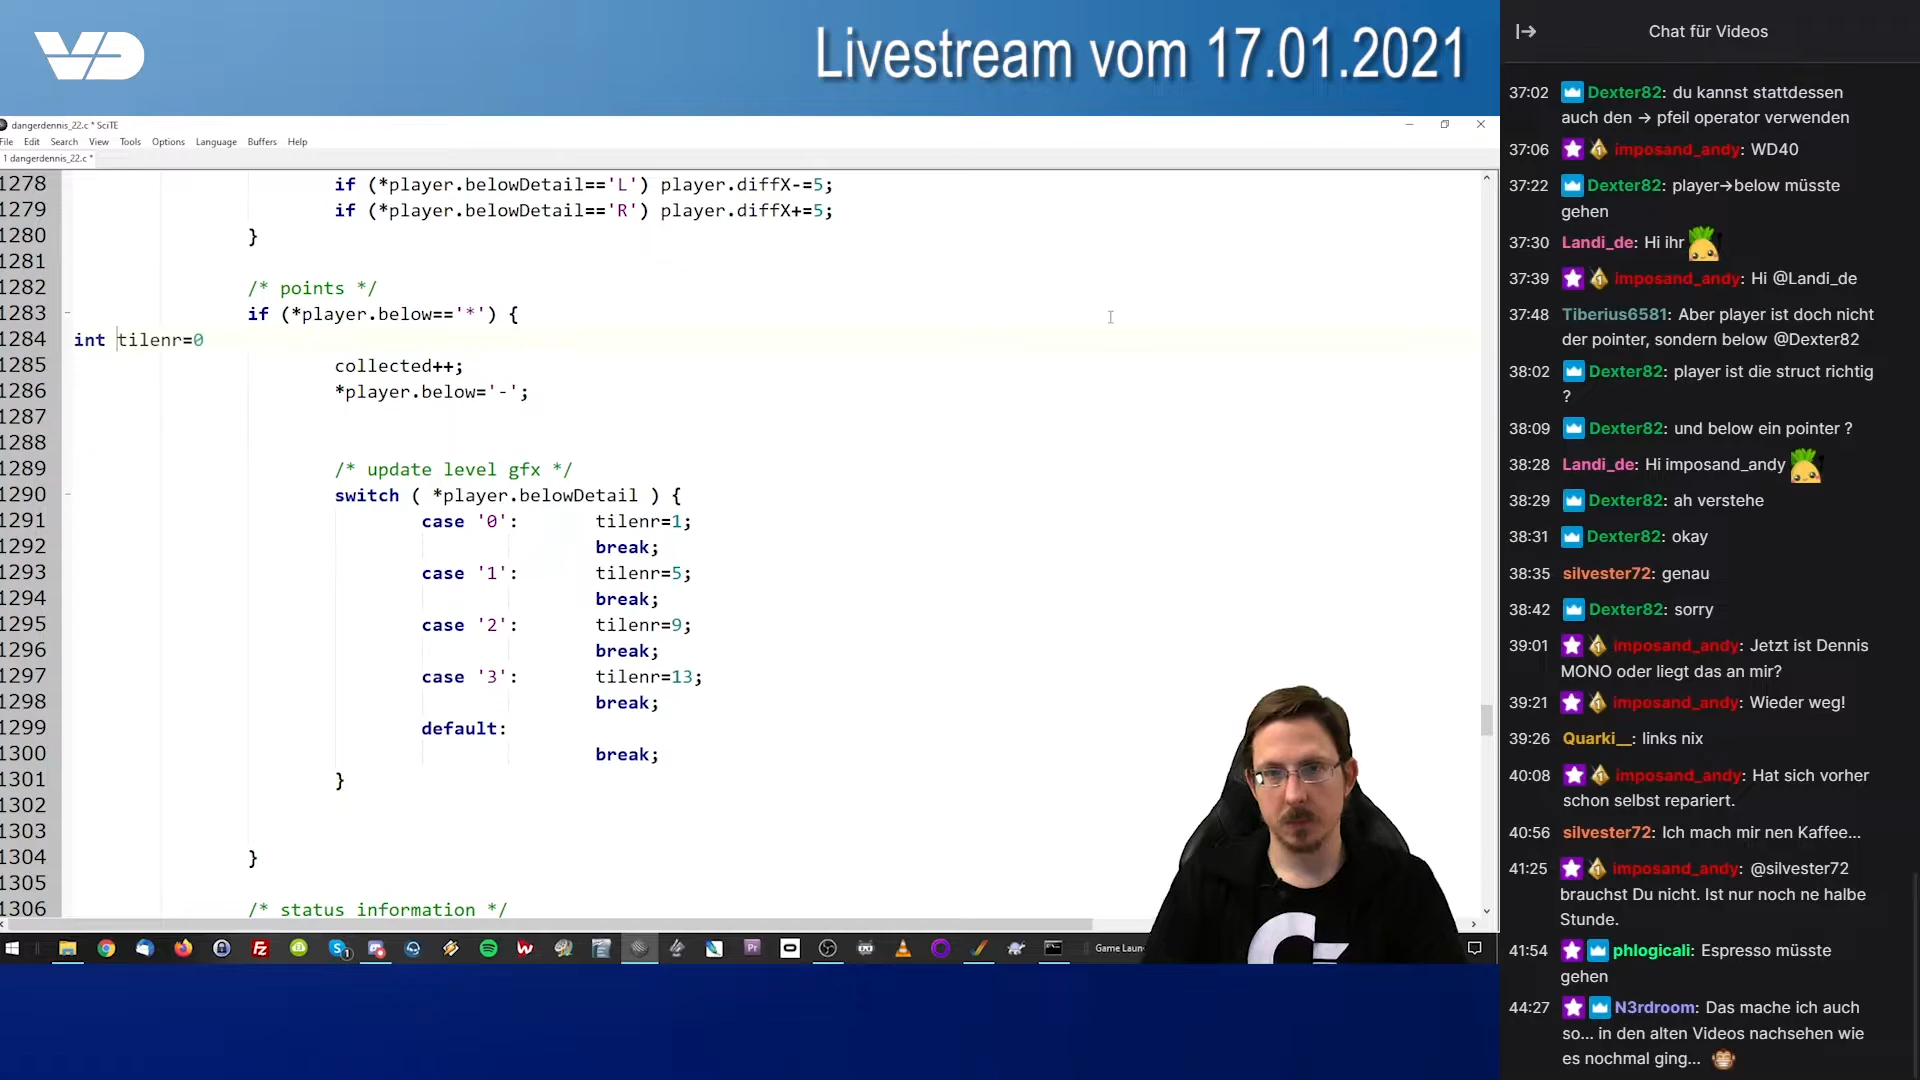 VD
Livestream vom 17.01.2021
dangerdennis_22.c * SciTE
File Edit Search View Tools Options Language Buffers Help
1 dangerdennis_22.c *
1278 if (*player.belowDetail=='L') player.diffX-=5;
1279 if (*player.belowDetail=='R') player.diffX+=5;
1280 }
1281
1282 /* points */
1283 if (*player.below=='*') {
1284 int tilenr=0
1285 collected++;
1286 *player.below='-';
1287
1288
1289 /* update level gfx */
1290 switch ( *player.belowDetail ) {
1291 case '0': tilenr=1;
1292 break;
1293 case '1': tilenr=5;
1294 break;
1295 case '2': tilenr=9;
1296 break;
1297 case '3': tilenr=13;
1298 break;
1299 default:
1300 break;
1301 }
1302
1303
1304 }
1305
1306 /* status information */
Game Laun
Chat für Videos
37:02 Dexter82: du kannst stattdessen
auch den -> pfeil operator verwenden
37:06 imposand_andy: WD40
37:22 Dexter82: player->below müsste
gehen
37:30 Landi_de: Hi ihr
37:39 imposand_andy: Hi @Landi_de
37:48 Tiberius6581: Aber player ist doch nicht
der pointer, sondern below @Dexter82
38:02 Dexter82: player ist die struct richtig
?
38:09 Dexter82: und below ein pointer ?
38:28 Landi_de: Hi imposand_andy
38:29 Dexter82: ah verstehe
38:31 Dexter82: okay
38:35 silvester72: genau
38:42 Dexter82: sorry
39:01 imposand_andy: Jetzt ist Dennis
MONO oder liegt das an mir?
39:21 imposand_andy: Wieder weg!
39:26 Quarki__: links nix
40:08 imposand_andy: Hat sich vorher
schon selbst repariert.
40:56 silvester72: Ich mach mir nen Kaffee...
41:25 imposand_andy: @silvester72
brauchst Du nicht. Ist nur noch ne halbe
Stunde.
41:54 phlogicali: Espresso müsste
gehen
44:27 N3rdroom: Das mache ich auch
so... in den alten Videos nachsehen wie
es nochmal ging...